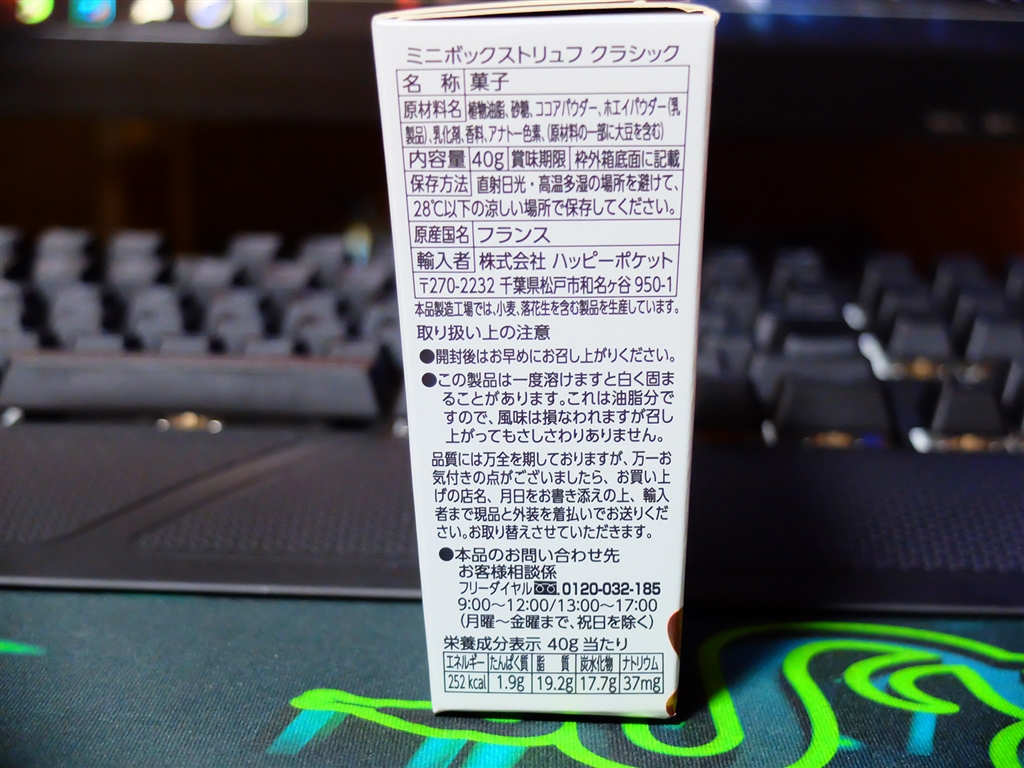 ミニボックストリュフ クラシック
名 称 菓子
原材料名 植物油脂、砂糖、ココアパウダー、ホエイパウダー(乳
製品)、乳化剤、香料、アナトー色素、(原材料の一部に大豆を含む)
内容量 40g 賞味期限 枠外箱底面に記載
保存方法 直射日光・高温多湿の場所を避けて、
28℃以下の涼しい場所で保存してください。
原産国名 フランス
輸入者 株式会社 ハッピーポケット
〒270-2232 千葉県松戸市和名ヶ谷 950-1
本品製造工場では、小麦、落花生を含む製品を生産しています。
取り扱い上の注意
●開封後はお早めにお召し上がりください。
●この製品は一度溶けますと白く固ま
ることがあります。これは油脂分で
すので、風味は損なわれますが召し
上がってもさしさわりありません。
品質には万全を期しておりますが、万一お
気付きの点がございましたら、お買い上
げの店名、月日をお書き添えの上、輸入
者まで現品と外装を着払いでお送りくだ
さい。お取り替えさせていただきます。
●本品のお問い合わせ先
お客様相談係
フリーダイヤル 0120-032-185
9:00〜12:00/13:00〜17:00
(月曜〜金曜まで、祝日を除く)
栄養成分表示 40g 当たり
エネルギー たんぱく質 脂 質 炭水化物 ナトリウム
252 kcal 1.9g 19.2g 17.7g 37mg